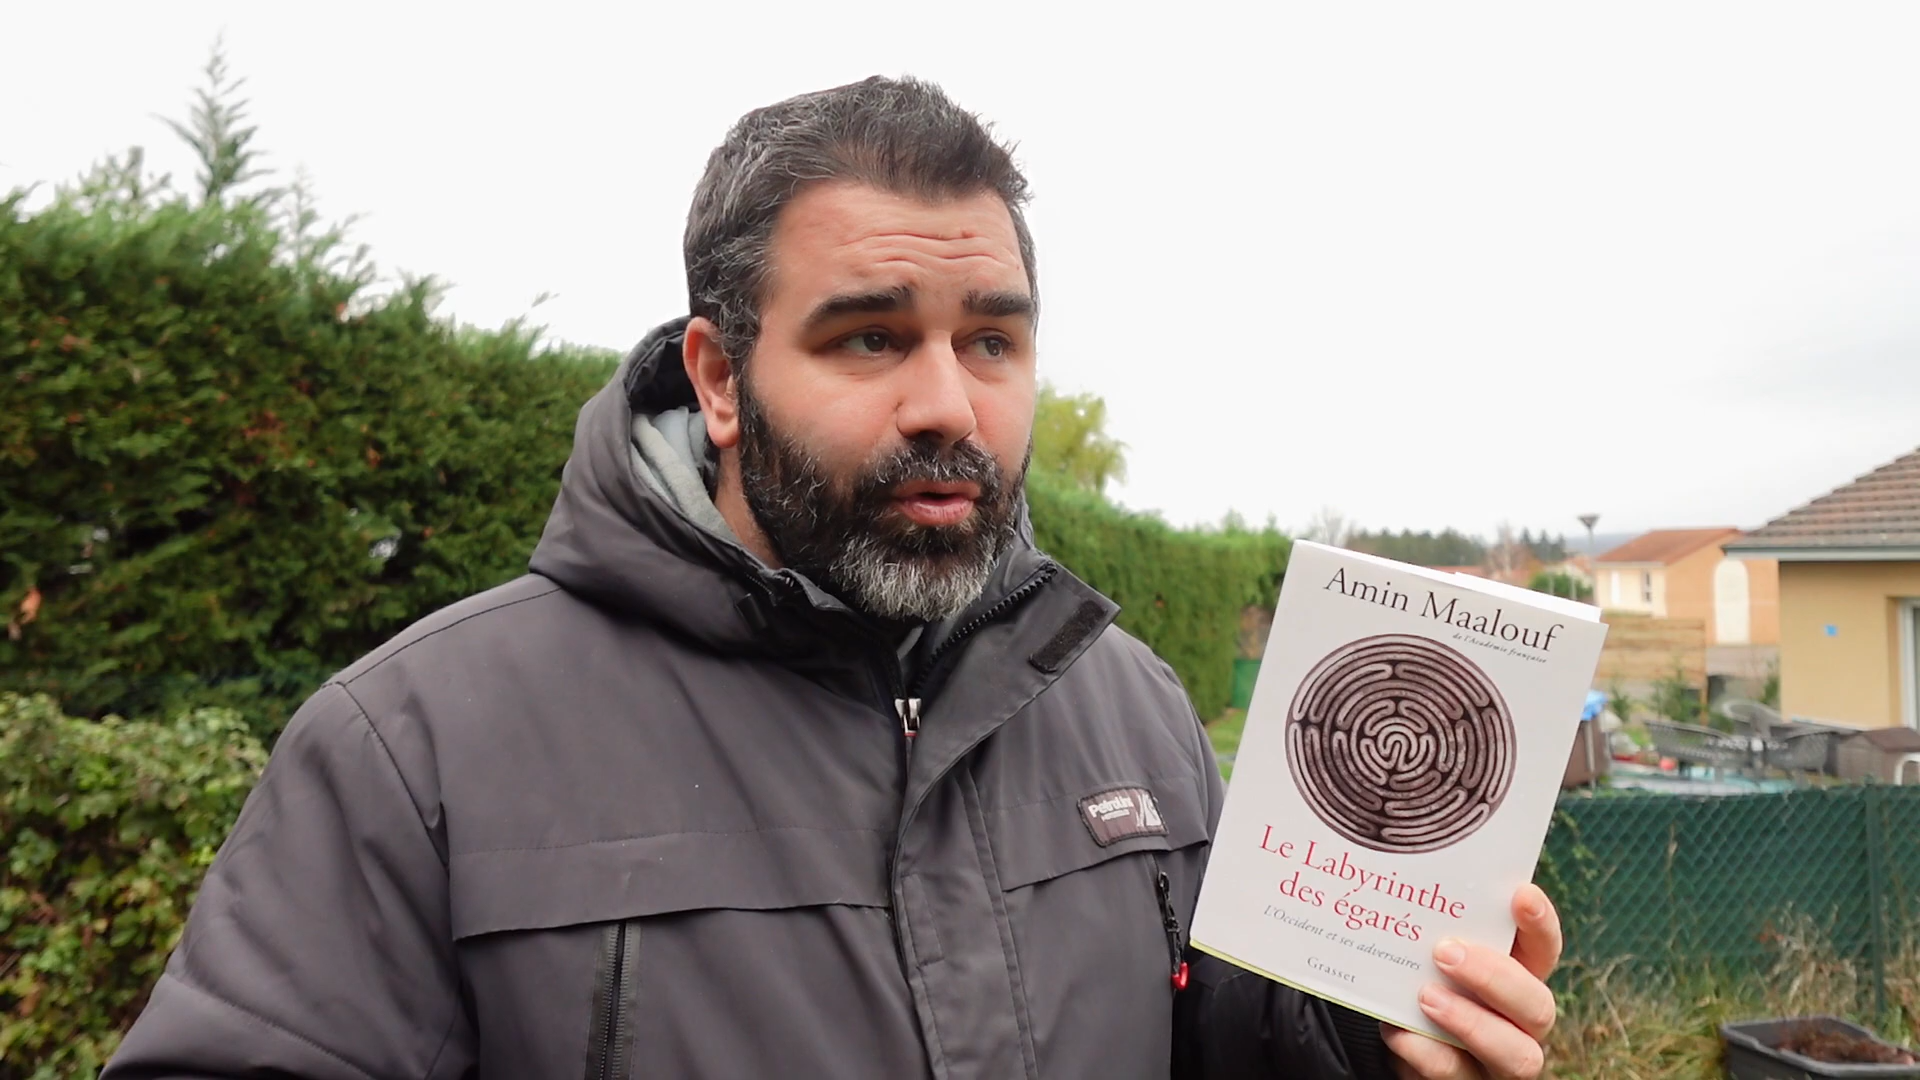 Amin Maalouf
de l'Académie française
Le Labyrinthe
des égarés
L'Occident et ses adversaires
Grasset